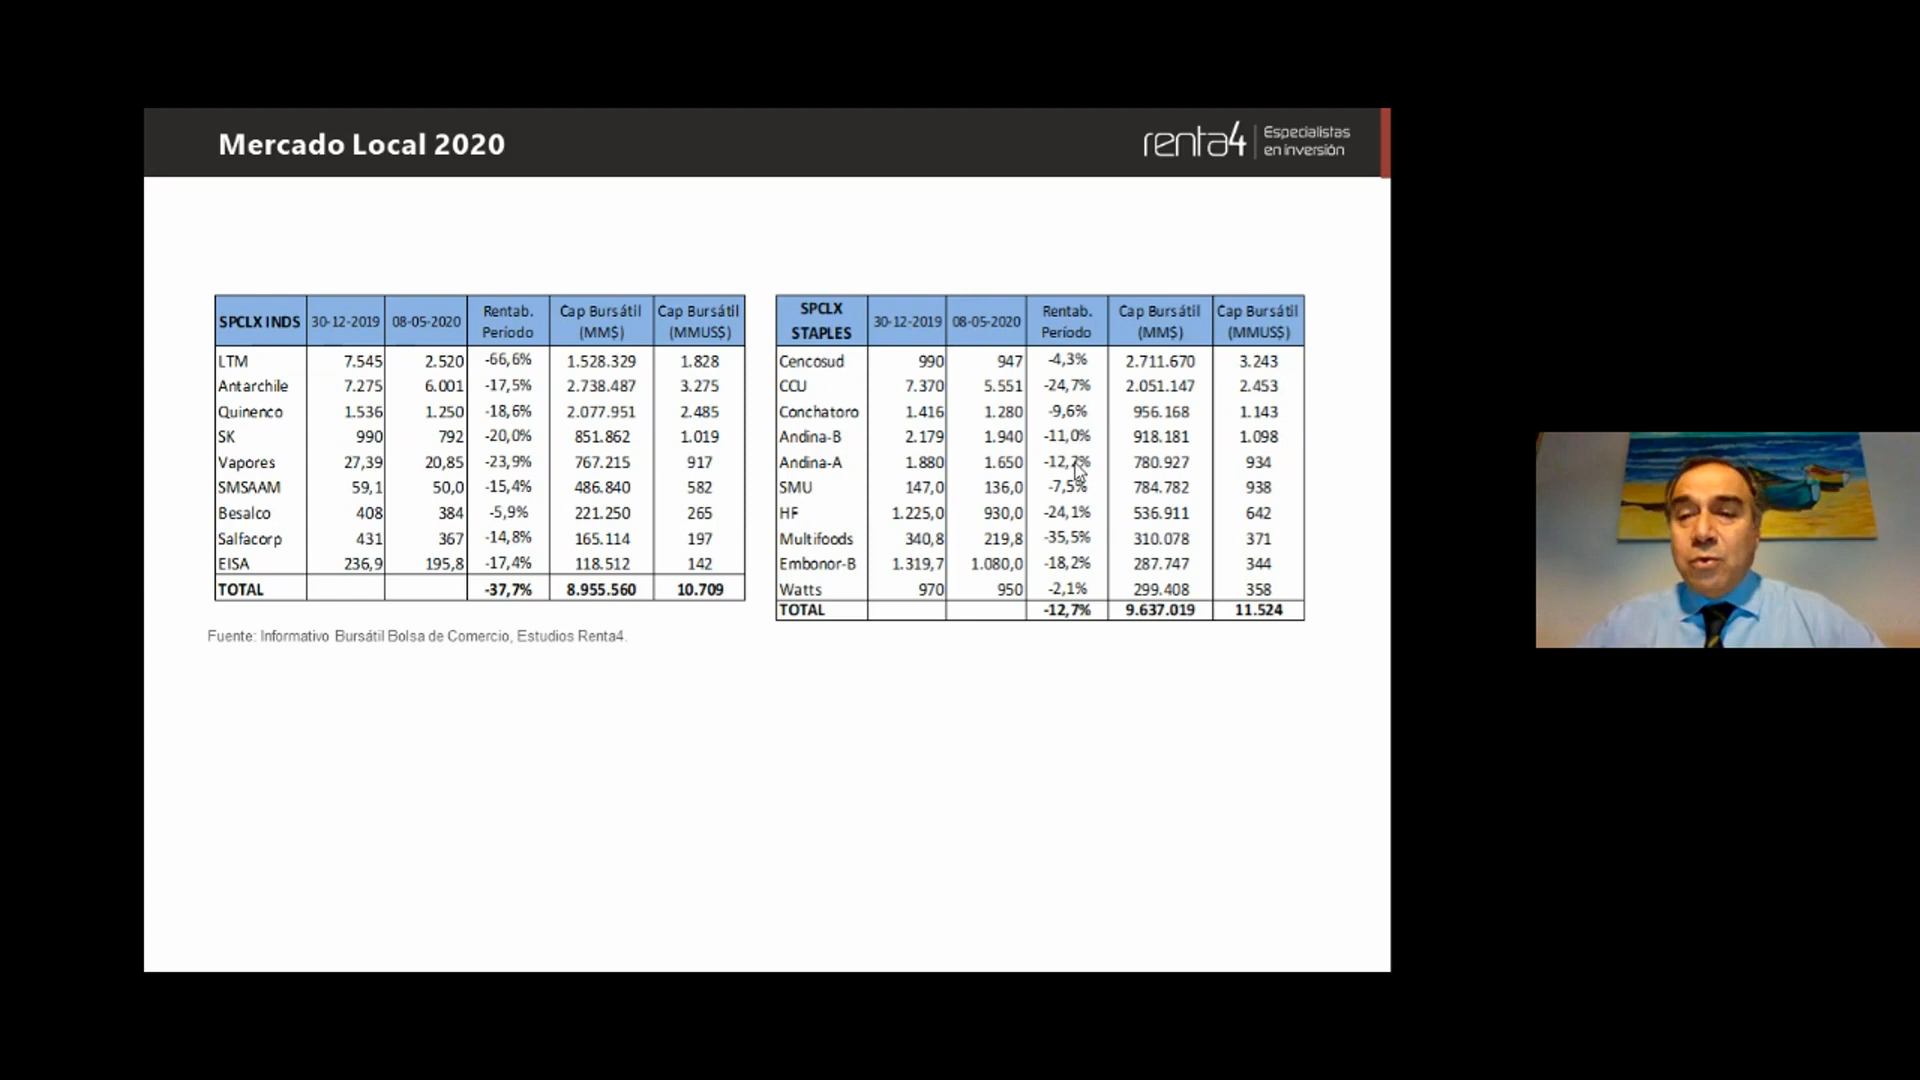 Mercado Local 2020
renta4 Especialistas
en inversión
SPCLX INDS 30-12-2019 08-05-2020 Rentab. Período Cap Bursátil (MM$) Cap Bursátil (MMUS$)
LTM 7.545 2.520 -66,6% 1.528.329 1.828
Antarchile 7.275 6.001 -17,5% 2.738.487 3.275
Quinenco 1.536 1.250 -18,6% 2.077.951 2.485
SK 990 792 -20,0% 851.862 1.019
Vapores 27,39 20,85 -23,9% 767.215 917
SMSAAM 59,1 50,0 -15,4% 486.840 582
Besalco 408 384 -5,9% 221.250 265
Salfacorp 431 367 -14,8% 165.114 197
EISA 236,9 195,8 -17,4% 118.512 142
TOTAL -37,7% 8.955.560 10.709
SPCLX STAPLES 30-12-2019 08-05-2020 Rentab. Período Cap Bursátil (MM$) Cap Bursátil (MMUS$)
Cencosud 990 947 -4,3% 2.711.670 3.243
CCU 7.370 5.551 -24,7% 2.051.147 2.453
Conchatoro 1.416 1.280 -9,6% 956.168 1.143
Andina-B 2.179 1.940 -11,0% 918.181 1.098
Andina-A 1.880 1.650 -12,2% 780.927 934
SMU 147,0 136,0 -7,5% 784.782 938
HF 1.225,0 930,0 -24,1% 536.911 642
Multifoods 340,8 219,8 -35,5% 310.078 371
Embonor-B 1.319,7 1.080,0 -18,2% 287.747 344
Watts 970 950 -2,1% 299.408 358
TOTAL -12,7% 9.637.019 11.524
Fuente: Informativo Bursátil Bolsa de Comercio, Estudios Renta4.